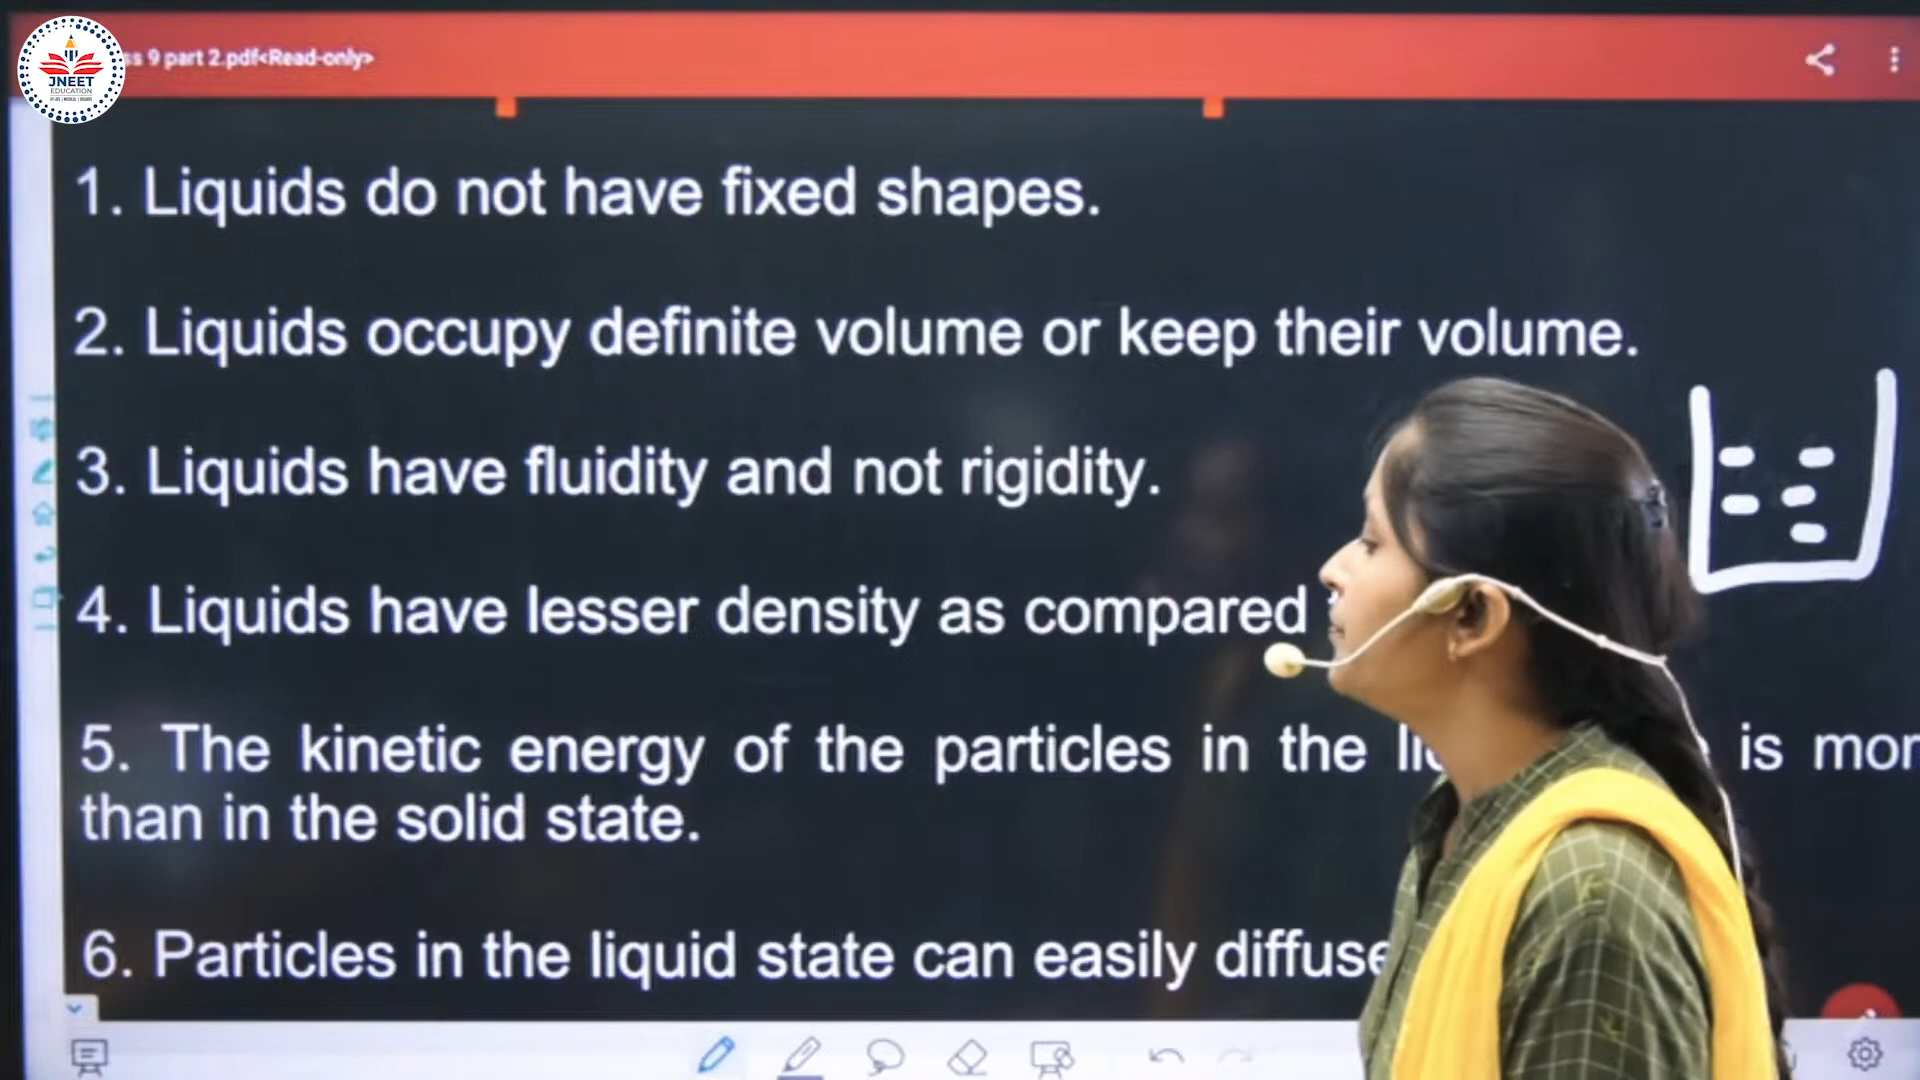 JNEET
EDUCATION
9 part 2.pdf<Read-only>
1. Liquids do not have fixed shapes.
2. Liquids occupy definite volume or keep their volume.
3. Liquids have fluidity and not rigidity.
4. Liquids have lesser density as compared
5. The kinetic energy of the particles in the is
than in the solid state.
6. Particles in the liquid state can easily diffuse